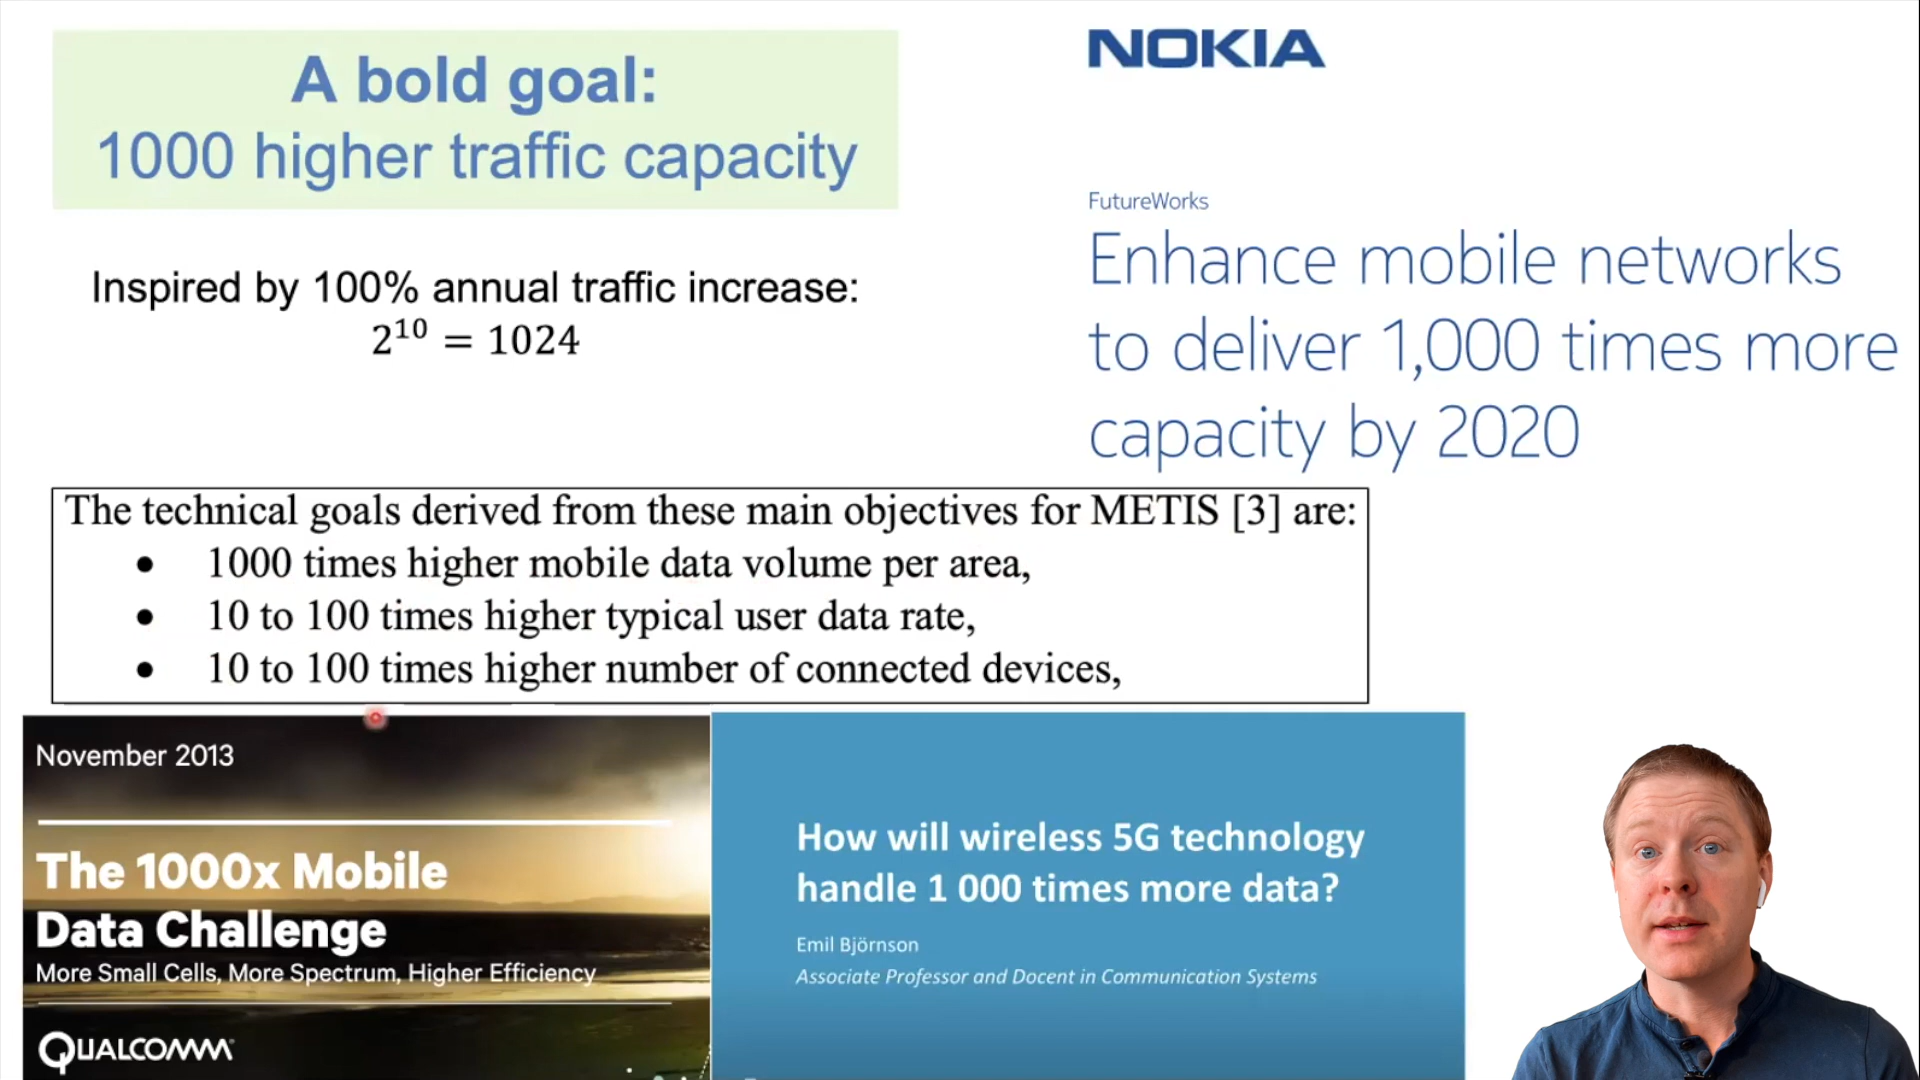 A bold goal:
1000 higher traffic capacity
Inspired by 100% annual traffic increase:
2¹⁰ = 1024
NOKIA
FutureWorks
Enhance mobile networks
to deliver 1,000 times more
capacity by 2020
The technical goals derived from these main objectives for METIS [3] are:
• 1000 times higher mobile data volume per area,
• 10 to 100 times higher typical user data rate,
• 10 to 100 times higher number of connected devices,
November 2013
The 1000x Mobile
Data Challenge
More Small Cells, More Spectrum, Higher Efficiency
QUALCOMM
How will wireless 5G technology
handle 1 000 times more data?
Emil Björnson
Associate Professor and Docent in Communication Systems